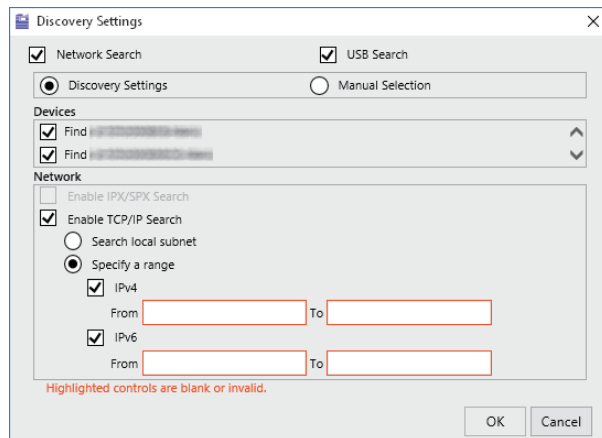 Discovery Settings
Network Search USB Search
Discovery Settings Manual Selection
Devices
Find
Find
Network
Enable IPX/SPX Search
Enable TCP/IP Search
Search local subnet
Specify a range
IPv4
From To
IPv6
From To
Highlighted controls are blank or invalid.
OK Cancel